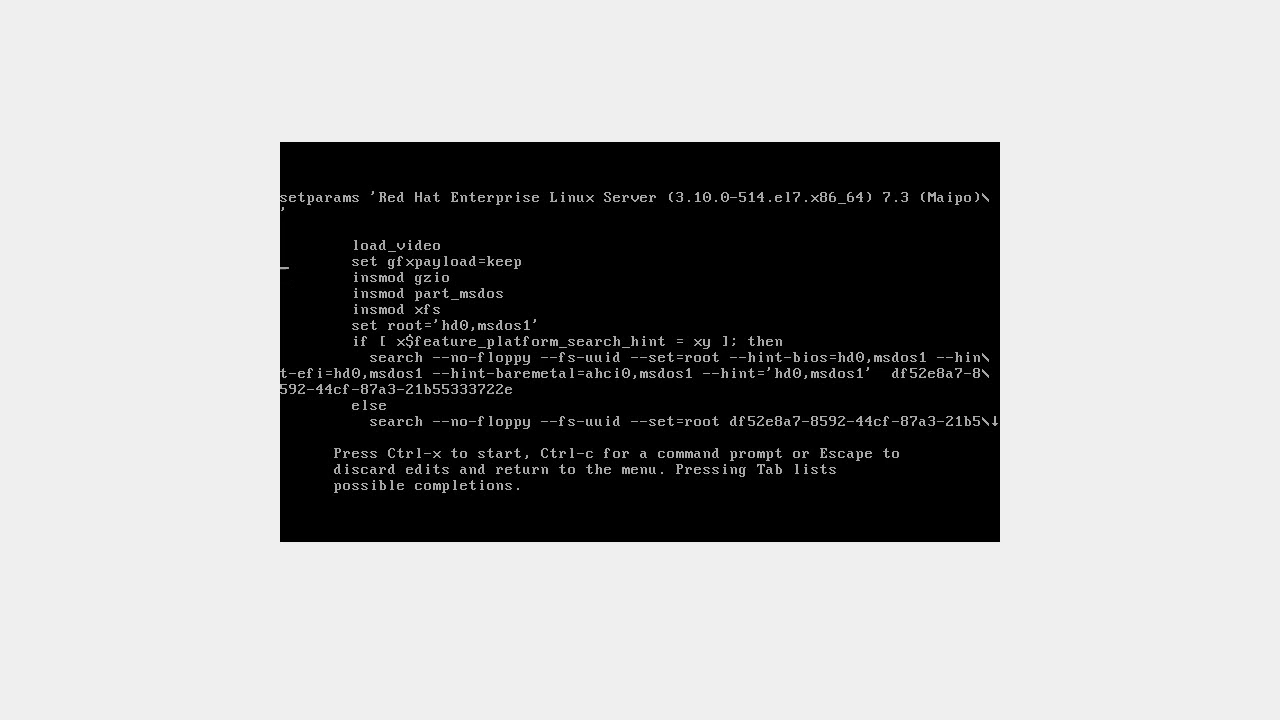 setparams 'Red Hat Enterprise Linux Server (3.10.0-514.el7.x86_64) 7.3 (Maipo)\
'
load_video
set gfxpayload=keep
insmod gzio
insmod part_msdos
insmod xfs
set root='hd0,msdos1'
if [ x$feature_platform_search_hint = xy ]; then
search --no-floppy --fs-uuid --set=root --hint-bios=hd0,msdos1 --hin\
t-efi=hd0,msdos1 --hint-baremetal=ahci0,msdos1 --hint='hd0,msdos1'  df52e8a7-8\
592-44cf-87a3-21b55333722e
else
search --no-floppy --fs-uuid --set=root df52e8a7-8592-44cf-87a3-21b5\↓
Press Ctrl-x to start, Ctrl-c for a command prompt or Escape to
discard edits and return to the menu. Pressing Tab lists
possible completions.